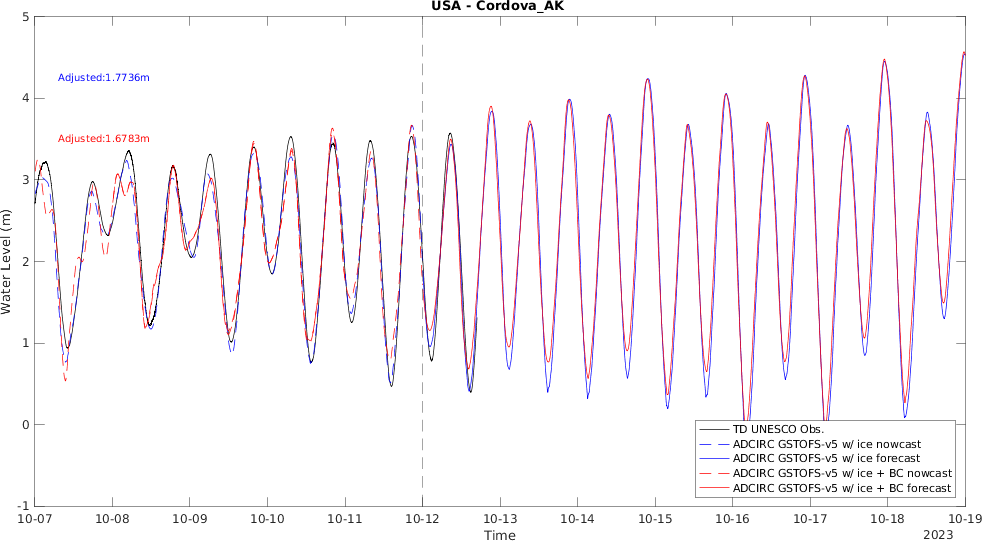 USA - Cordova_AK
5
4
3
2
1
0
-1
Water Level (m)
Adjusted:1.7736m
Adjusted:1.6783m
TD UNESCO Obs.
ADCIRC GSTOFS-v5 w/ ice nowcast
ADCIRC GSTOFS-v5 w/ ice forecast
ADCIRC GSTOFS-v5 w/ ice + BC nowcast
ADCIRC GSTOFS-v5 w/ ice + BC forecast
10-07 10-08 10-09 10-10 10-11 10-12 10-13 10-14 10-15 10-16 10-17 10-18 10-19
Time
2023